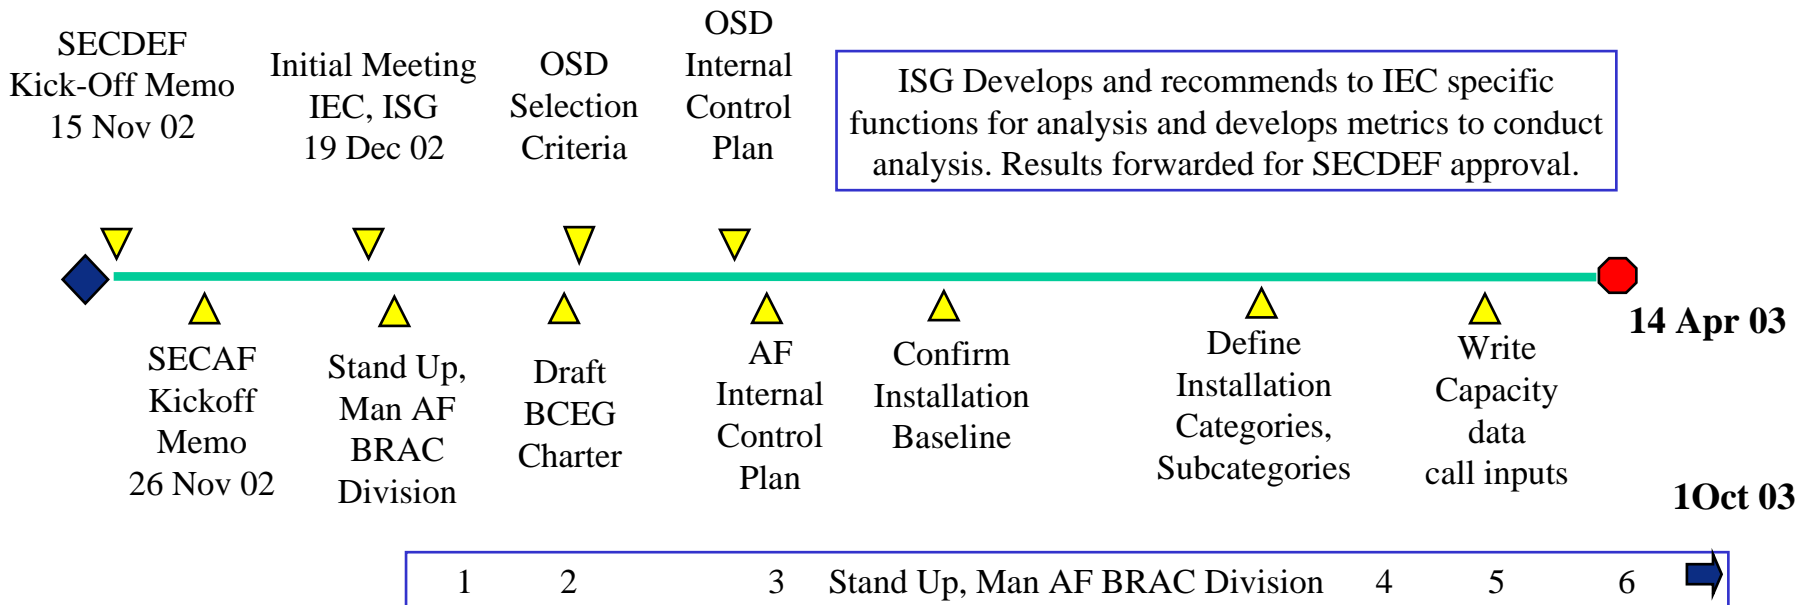 SECDEF
Kick-Off Memo
15 Nov 02
Initial Meeting
IEC, ISG
19 Dec 02
OSD
Selection
Criteria
OSD
Internal
Control
Plan
ISG Develops and recommends to IEC specific
functions for analysis and develops metrics to conduct
analysis. Results forwarded for SECDEF approval.
SECAF
Kickoff
Memo
26 Nov 02
Stand Up,
Man AF
BRAC
Division
Draft
BCEG
Charter
AF
Internal
Control
Plan
Confirm
Installation
Baseline
Define
Installation
Categories,
Subcategories
Write
Capacity
data
call inputs
14 Apr 03
1Oct 03
1 2 3 Stand Up, Man AF BRAC Division 4 5 6